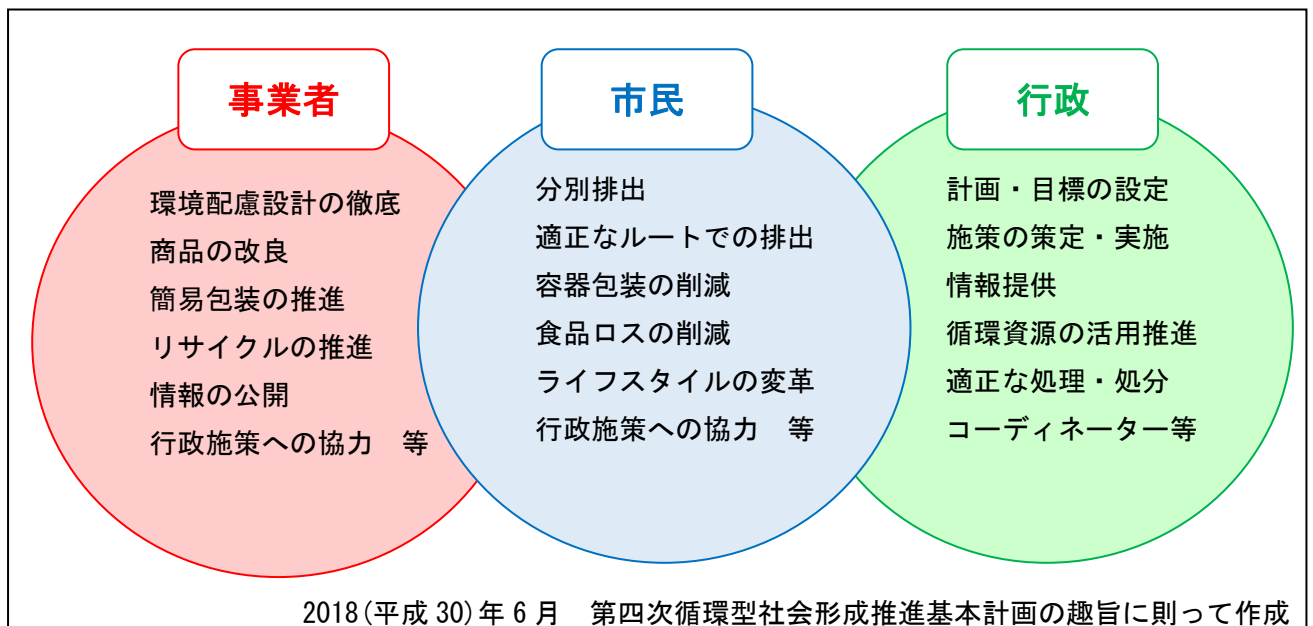 事業者
環境配慮設計の徹底
商品の改良
簡易包装の推進
リサイクルの推進
情報の公開
行政施策への協力　等
市民
分別排出
適正なルートでの排出
容器包装の削減
食品ロスの削減
ライフスタイルの変革
行政施策への協力　等
行政
計画・目標の設定
施策の策定・実施
情報提供
循環資源の活用推進
適正な処理・処分
コーディネーター等
2018(平成 30)年 6 月　第四次循環型社会形成推進基本計画の趣旨に則って作成